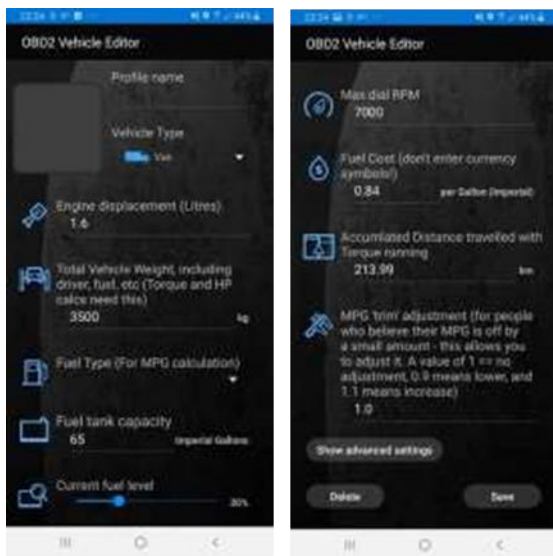 OBD2 Vehicle Editor
Profile name
Vehicle Type
Van
Engine displacement (Litres)
1.6
Total Vehicle Weight, including
driver, fuel, etc (Torque and HP
calcs need this)
3500 kg
Fuel Type (For MPG calculation)
Fuel tank capacity
65 Imperial Gallons
Current fuel level
30%
22:24
OBD2 Vehicle Editor
Max dial RPM
7000
Fuel Cost (don't enter currency
symbols!)
0.84 per Gallon (Imperial)
Accumlated Distance travelled with
Torque running
213.99 km
MPG 'trim' adjustment (for people
who believe their MPG is off by
a small amount - this allows you
to adjust it. A value of 1 == no
adjustment, 0.9 means lower, and
1.1 means increase)
1.0
Show advanced settings
Delete Save